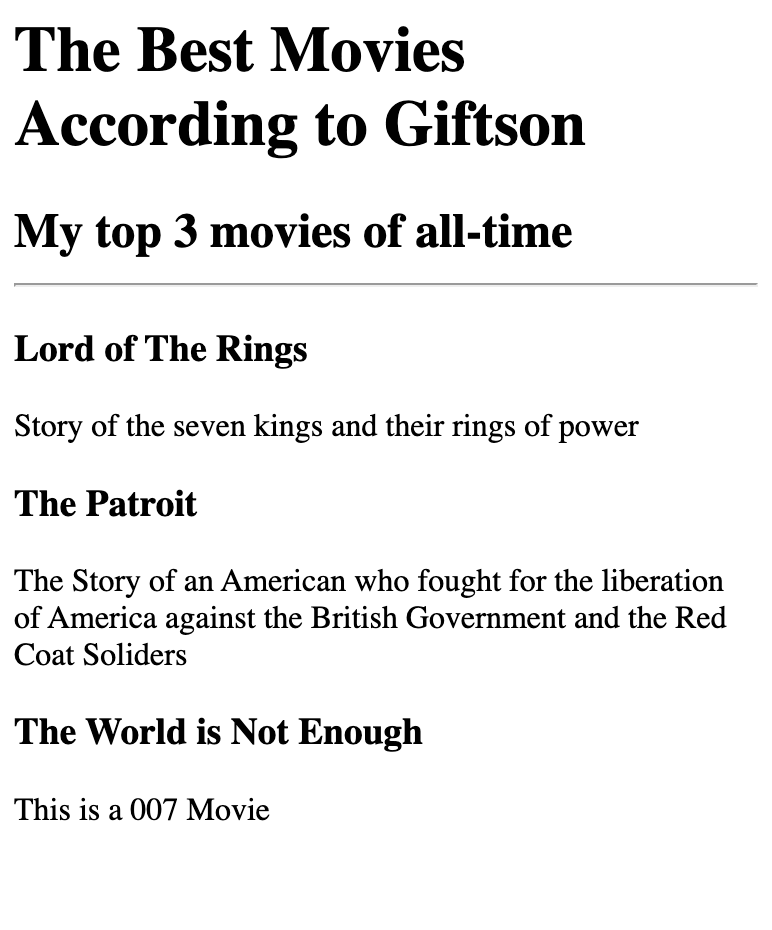 The Best Movies
According to Giftson
My top 3 movies of all-time
Lord of The Rings
Story of the seven kings and their rings of power
The Patroit
The Story of an American who fought for the liberation
of America against the British Government and the Red
Coat Soliders
The World is Not Enough
This is a 007 Movie